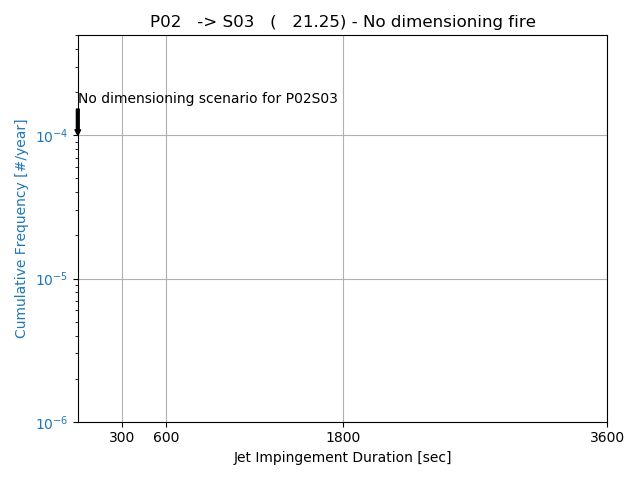 P02 -> S03 ( 21.25) - No dimensioning fire
No dimensioning scenario for P02S03
Cumulative Frequency [#/year]
10⁻⁴
10⁻⁵
10⁻⁶
300 600 1800 3600
Jet Impingement Duration [sec]